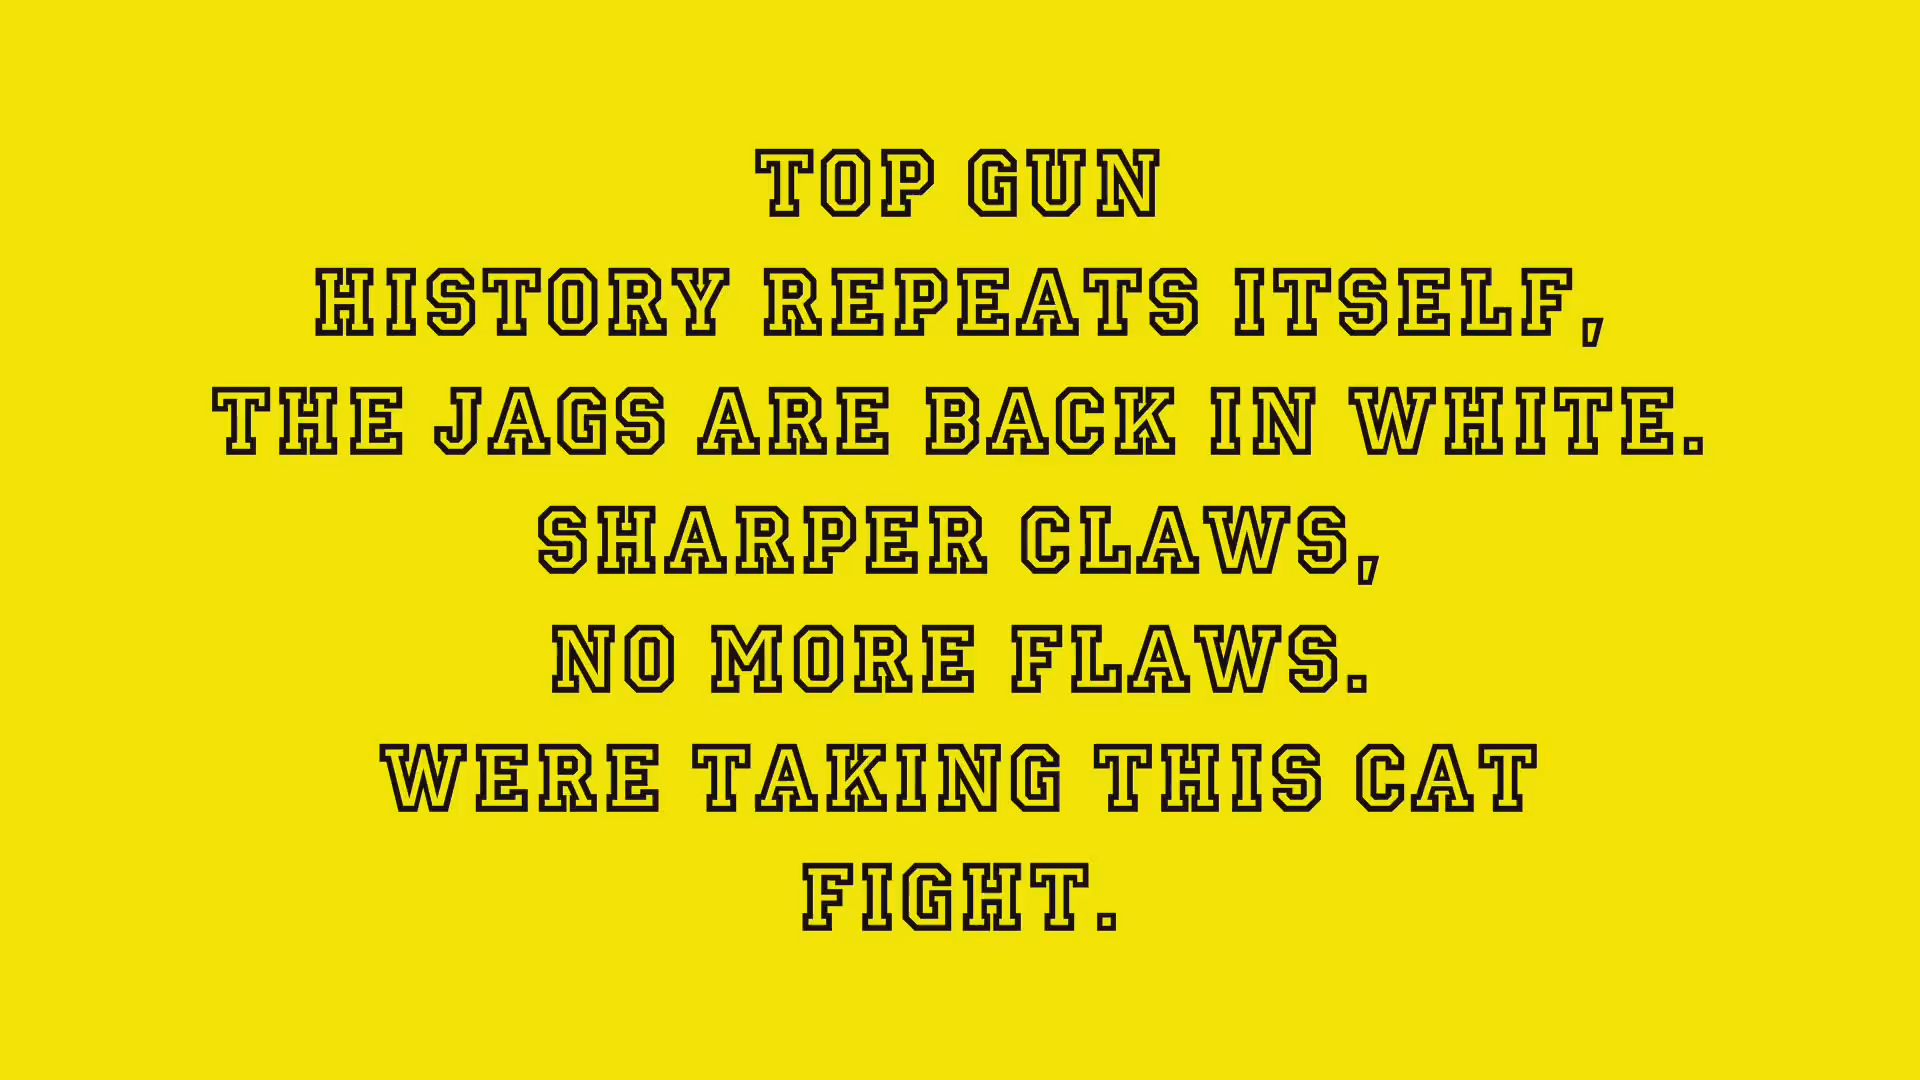 TOP GUN
HISTORY REPEATS ITSELF,
THE JAGS ARE BACK IN WHITE.
SHARPER CLAWS,
NO MORE FLAWS.
WERE TAKING THIS CAT
FIGHT.